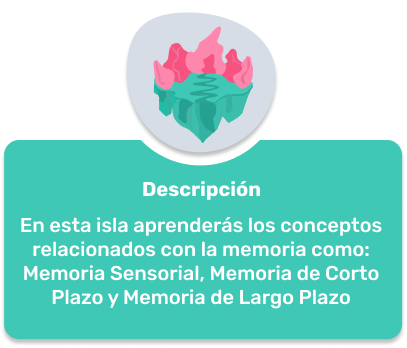 Descripción
En esta isla aprenderás los conceptos
relacionados con la memoria como:
Memoria Sensorial, Memoria de Corto
Plazo y Memoria de Largo Plazo